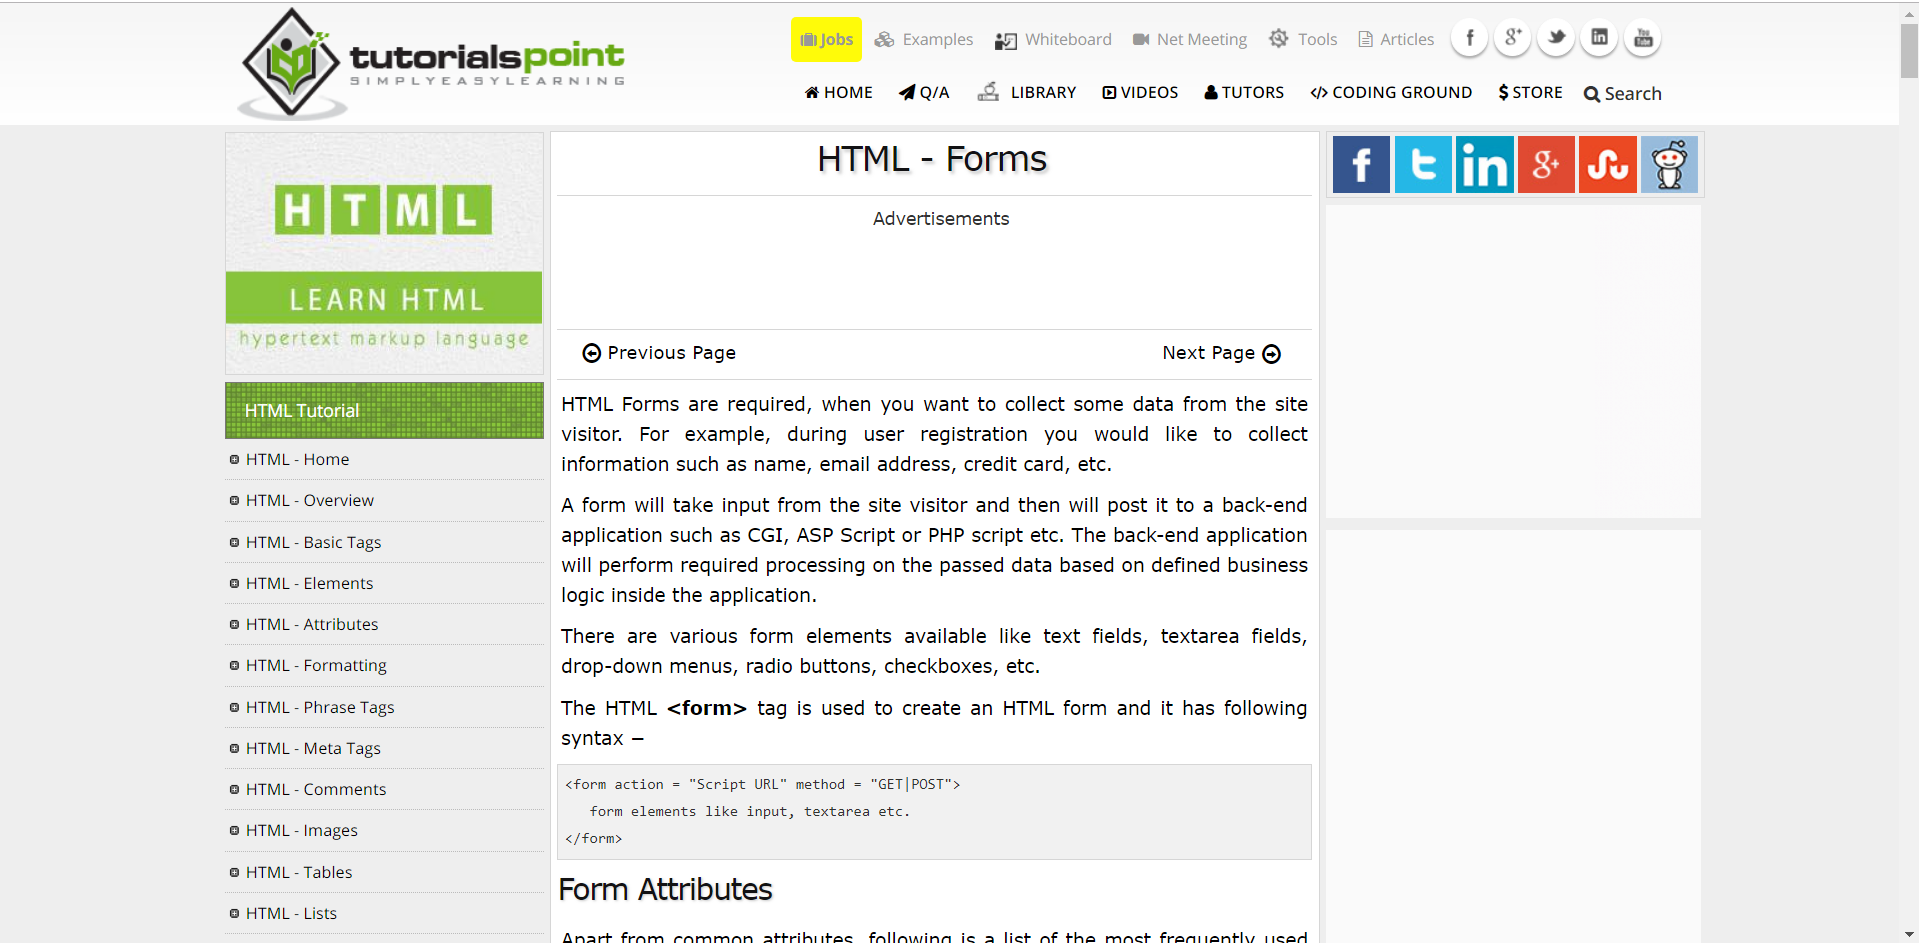 tutorialspoint
SIMPLYEASYLEARNING
Jobs Examples Whiteboard Net Meeting Tools Articles f g+ in You Tube
HOME Q/A LIBRARY VIDEOS TUTORS </> CODING GROUND $ STORE Search
HTML
LEARN HTML
hypertext markup language
HTML Tutorial
HTML - Home
HTML - Overview
HTML - Basic Tags
HTML - Elements
HTML - Attributes
HTML - Formatting
HTML - Phrase Tags
HTML - Meta Tags
HTML - Comments
HTML - Images
HTML - Tables
HTML - Lists
HTML - Forms
Advertisements
Previous Page Next Page
HTML Forms are required, when you want to collect some data from the site
visitor. For example, during user registration you would like to collect
information such as name, email address, credit card, etc.
A form will take input from the site visitor and then will post it to a back-end
application such as CGI, ASP Script or PHP script etc. The back-end application
will perform required processing on the passed data based on defined business
logic inside the application.
There are various form elements available like text fields, textarea fields,
drop-down menus, radio buttons, checkboxes, etc.
The HTML <form> tag is used to create an HTML form and it has following
syntax −
<form action = "Script URL" method = "GET|POST">
form elements like input, textarea etc.
</form>
Form Attributes
Apart from common attributes, following is a list of the most frequently used
f t in g+